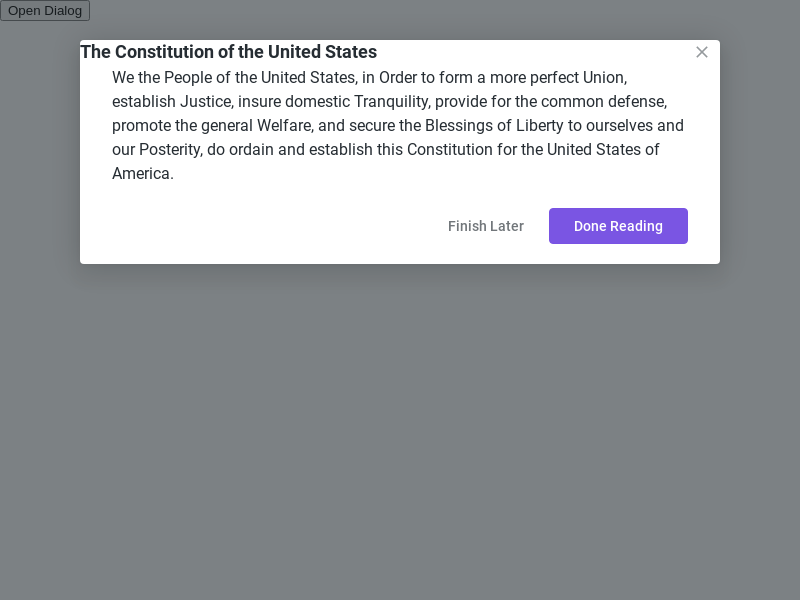 Open Dialog
The Constitution of the United States
We the People of the United States, in Order to form a more perfect Union,
establish Justice, insure domestic Tranquility, provide for the common defense,
promote the general Welfare, and secure the Blessings of Liberty to ourselves and
our Posterity, do ordain and establish this Constitution for the United States of
America.
Finish Later
Done Reading